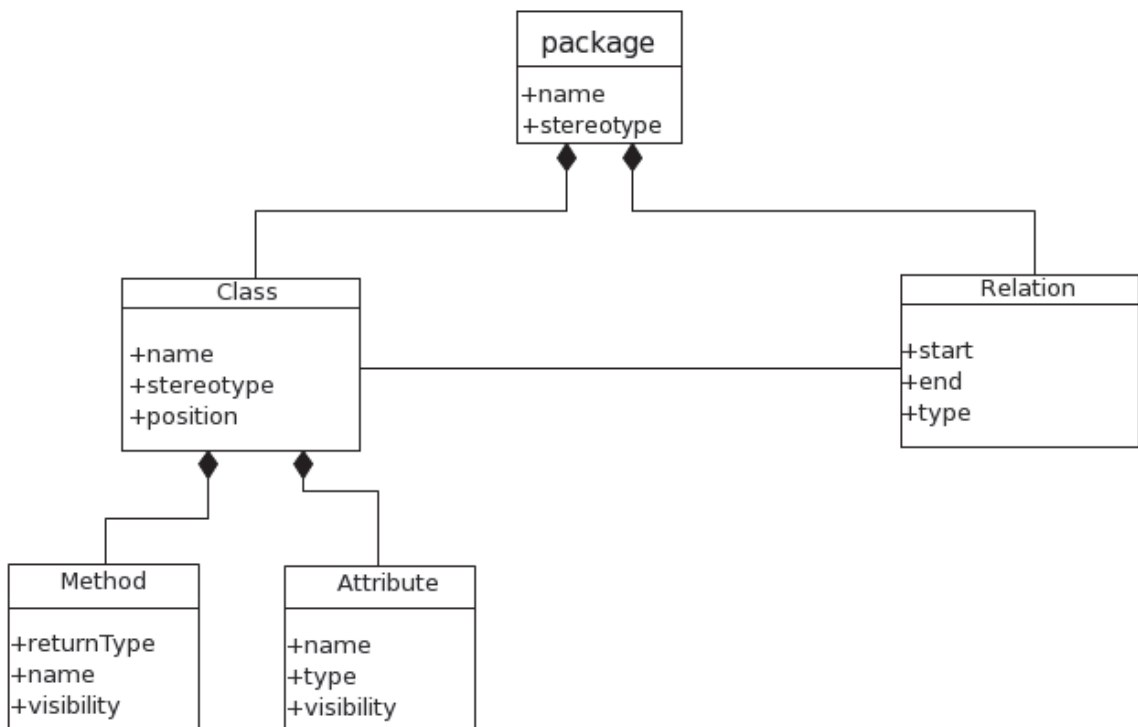 package
+name
+stereotype
Class
+name
+stereotype
+position
Relation
+start
+end
+type
Method
+returnType
+name
+visibility
Attribute
+name
+type
+visibility